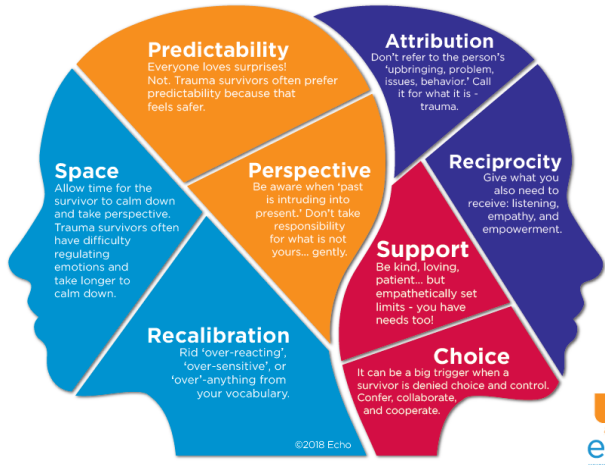 Predictability
Everyone loves surprises!
Not. Trauma survivors often prefer
predictability because that
feels safer.
Attribution
Don't refer to the person's
'upbringing, problem,
issues, behavior.' Call
it for what it is -
trauma.
Space
Allow time for the
survivor to calm down
and take perspective.
Trauma survivors often
have difficulty
regulating
emotions and
take longer to
calm down.
Perspective
Be aware when 'past
is intruding into
present.' Don't take
responsibility
for what is not
yours... gently.
Reciprocity
Give what you
also need to
receive: listening,
empathy, and
empowerment.
Support
Be kind, loving,
patient... but
empathetically set
limits - you have
needs too!
Recalibration
Rid 'over-reacting',
'over-sensitive', or
'over'-anything from
your vocabulary.
Choice
It can be a big trigger when a
survivor is denied choice and control.
Confer, collaborate,
and cooperate.
©2018 Echo